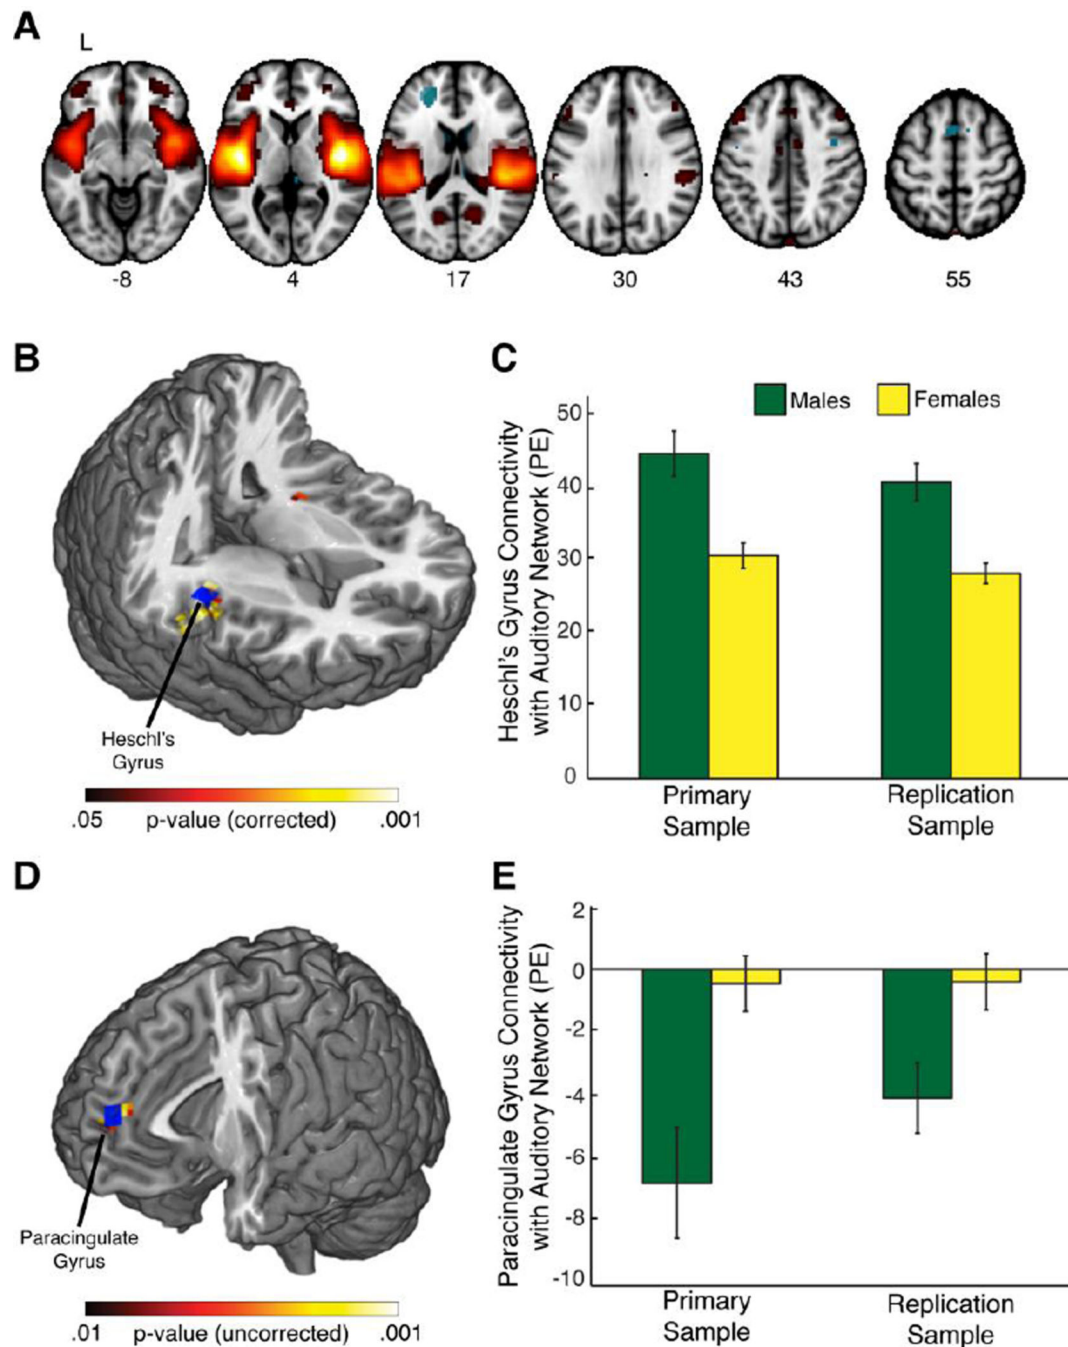 A
L
-8 4 17 30 43 55
B
Heschl's
Gyrus
.05 p-value (corrected) .001
C
Males Females
Heschl's Gyrus Connectivity
with Auditory Network (PE)
50
40
30
20
10
0
Primary
Sample
Replication
Sample
D
Paracingulate
Gyrus
.01 p-value (uncorrected) .001
E
Paracingulate Gyrus Connectivity
with Auditory Network (PE)
2
0
-2
-4
-6
-8
-10
Primary
Sample
Replication
Sample